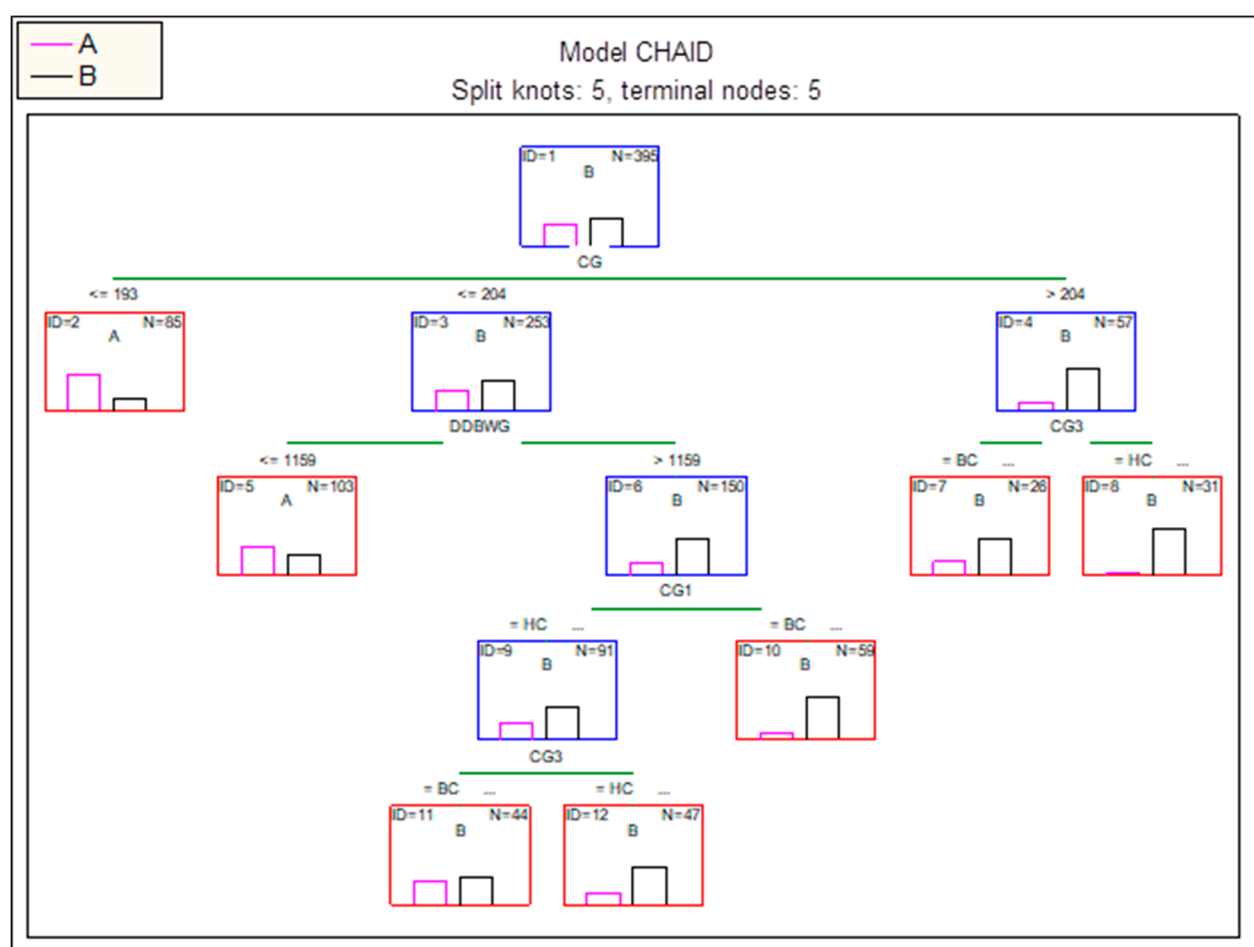 A
B
Model CHAID
Split knots: 5, terminal nodes: 5
ID=1 N=395
B
CG
<= 193 <= 204 > 204
ID=2 N=85 ID=3 N=253 ID=4 N=57
A B B
DDBWG CG3
<= 1159 > 1159 = BC ... = HC ...
ID=5 N=103 ID=6 N=150 ID=7 N=26 ID=8 N=31
A B B B
CG1
= HC ... = BC ...
ID=9 N=91 ID=10 N=59
B B
CG3
= BC ... = HC ...
ID=11 N=44 ID=12 N=47
B B